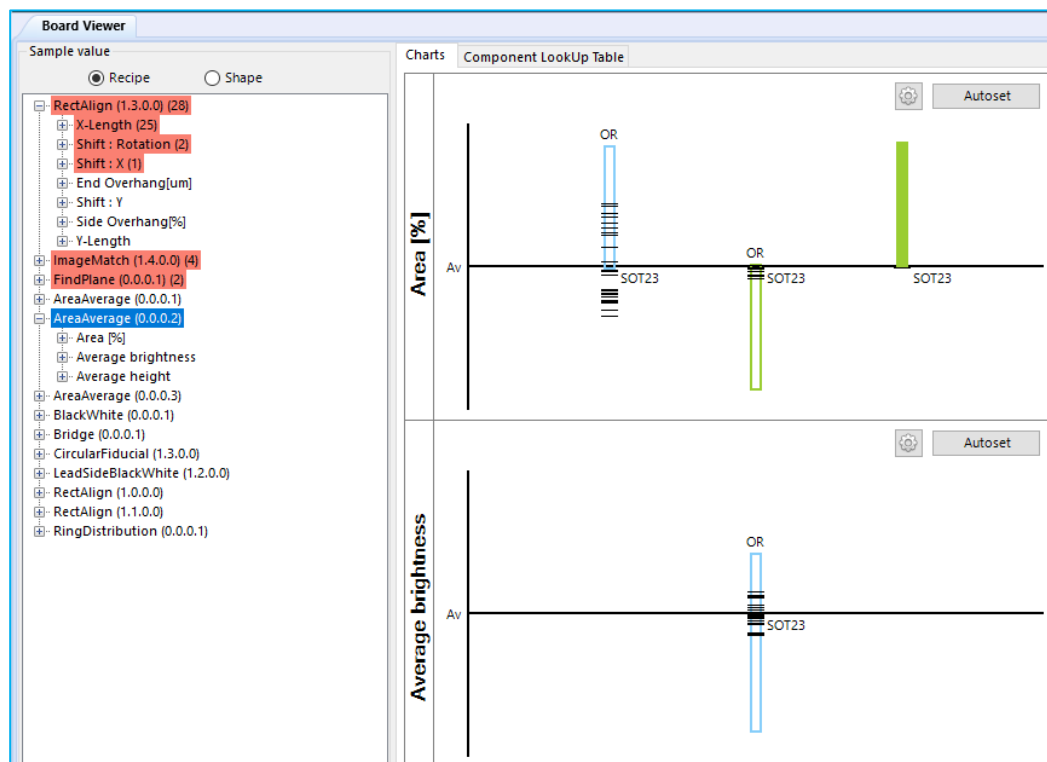 Board Viewer
Sample value
Recipe
Shape
RectAlign (1.3.0.0) (28)
X-Length (25)
Shift : Rotation (2)
Shift : X (1)
End Overhang[um]
Shift : Y
Side Overhang[%]
Y-Length
ImageMatch (1.4.0.0) (4)
FindPlane (0.0.0.1) (2)
AreaAverage (0.0.0.1)
AreaAverage (0.0.0.2)
Area [%]
Average brightness
Average height
AreaAverage (0.0.0.3)
BlackWhite (0.0.0.1)
Bridge (0.0.0.1)
CircularFiducial (1.3.0.0)
LeadSideBlackWhite (1.2.0.0)
RectAlign (1.0.0.0)
RectAlign (1.1.0.0)
RingDistribution (0.0.0.1)
Charts
Component LookUp Table
Autoset
Area [%]
Av
OR
SOT23
OR
SOT23
SOT23
Autoset
Average brightness
Av
OR
SOT23